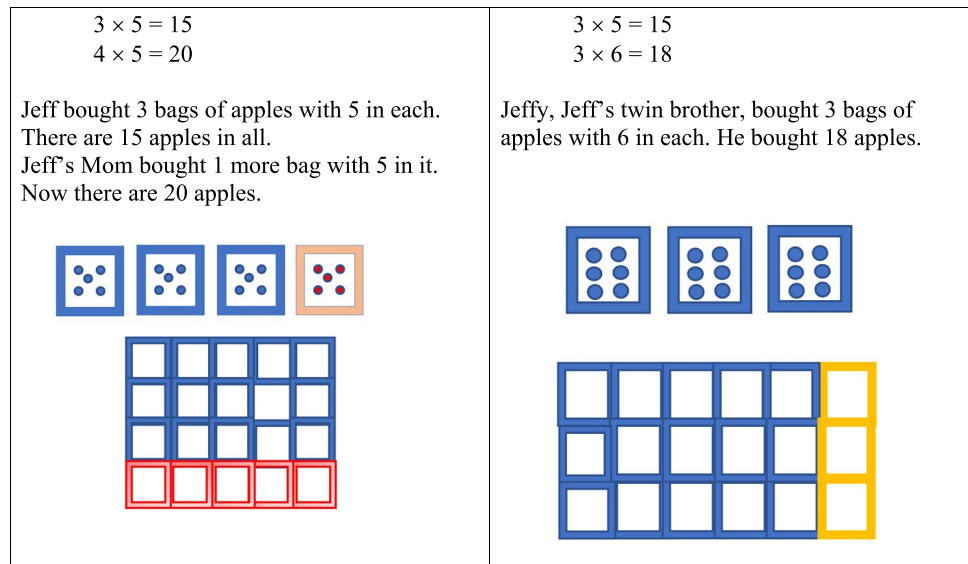 3 × 5 = 15
4 × 5 = 20
Jeff bought 3 bags of apples with 5 in each.
There are 15 apples in all.
Jeff’s Mom bought 1 more bag with 5 in it.
Now there are 20 apples.
3 × 5 = 15
3 × 6 = 18
Jeffy, Jeff’s twin brother, bought 3 bags of
apples with 6 in each. He bought 18 apples.